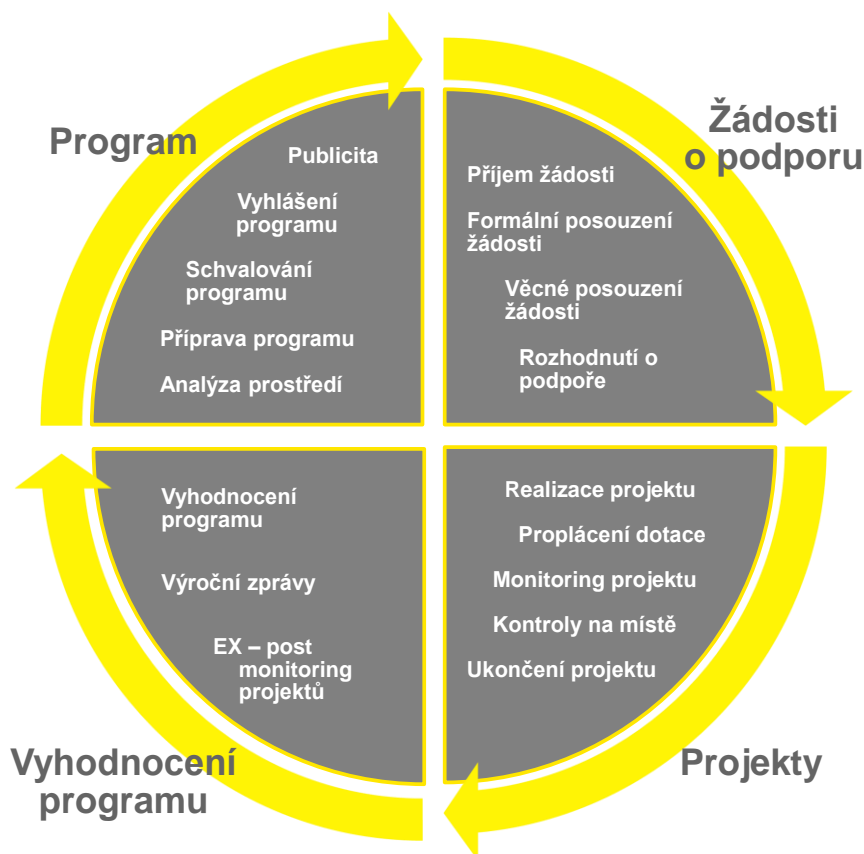 Program
Publicita
Vyhlášení
programu
Schvalování
programu
Příprava programu
Analýza prostředí
Žádosti
o podporu
Příjem žádosti
Formální posouzení
žádosti
Věcné posouzení
žádosti
Rozhodnutí o
podpoře
Realizace projektu
Proplácení dotace
Monitoring projektu
Kontroly na místě
Ukončení projektu
Projekty
Vyhodnocení
programu
Výroční zprávy
EX – post
monitoring
projektů
Vyhodnocení
programu